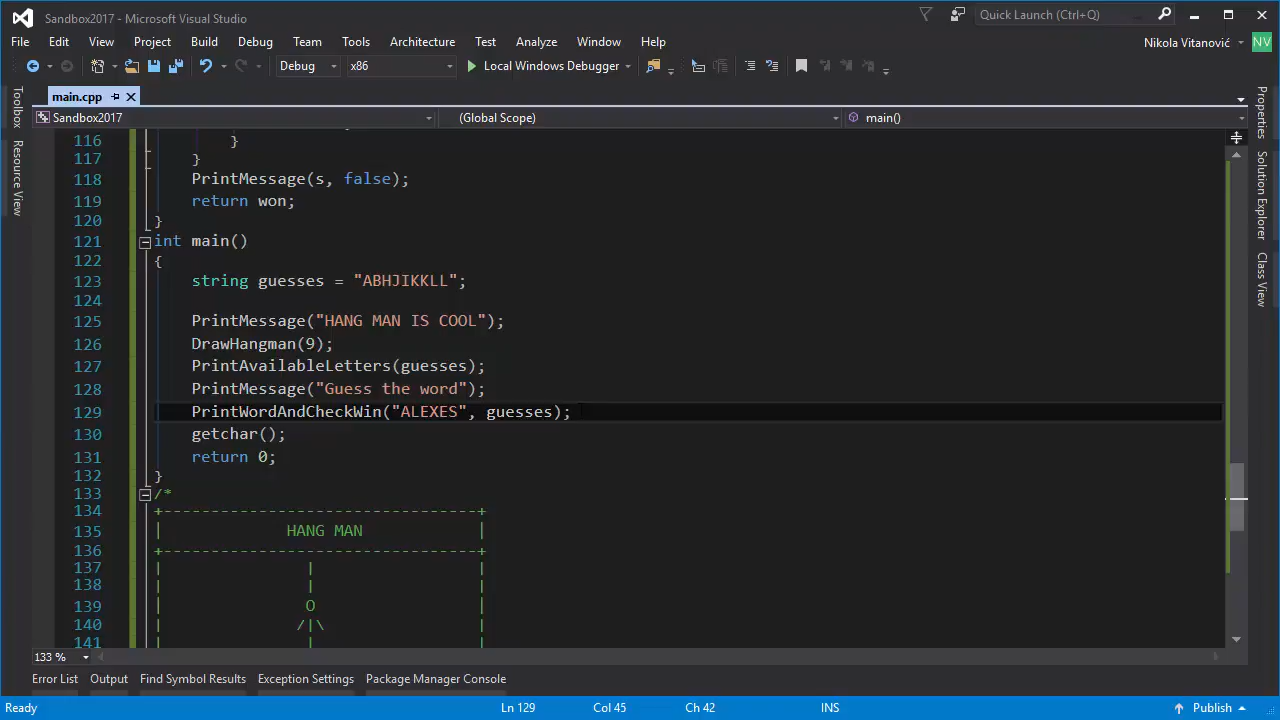 Sandbox2017 - Microsoft Visual Studio
Quick Launch (Ctrl+Q)
File Edit View Project Build Debug Team Tools Architecture Test Analyze Window Help
Nikola Vitanović NV
Debug x86 Local Windows Debugger
main.cpp
Sandbox2017 (Global Scope) main()
Toolbox
Resource View
Properties
Solution Explorer
Class View
116 }
117 }
118 PrintMessage(s, false);
119 return won;
120 }
121 int main()
122 {
123 string guesses = "ABHJIKKLL";
124
125 PrintMessage("HANG MAN IS COOL");
126 DrawHangman(9);
127 PrintAvailableLetters(guesses);
128 PrintMessage("Guess the word");
129 PrintWordAndCheckWin("ALEXES", guesses);
130 getchar();
131 return 0;
132 }
133 /*
134 +---------------------------------+
135 | HANG MAN |
136 +---------------------------------+
137 | | |
138 | | |
139 | O |
140 | /|\ |
141 | | |
133 %
Error List Output Find Symbol Results Exception Settings Package Manager Console
Ready Ln 129 Col 45 Ch 42 INS Publish